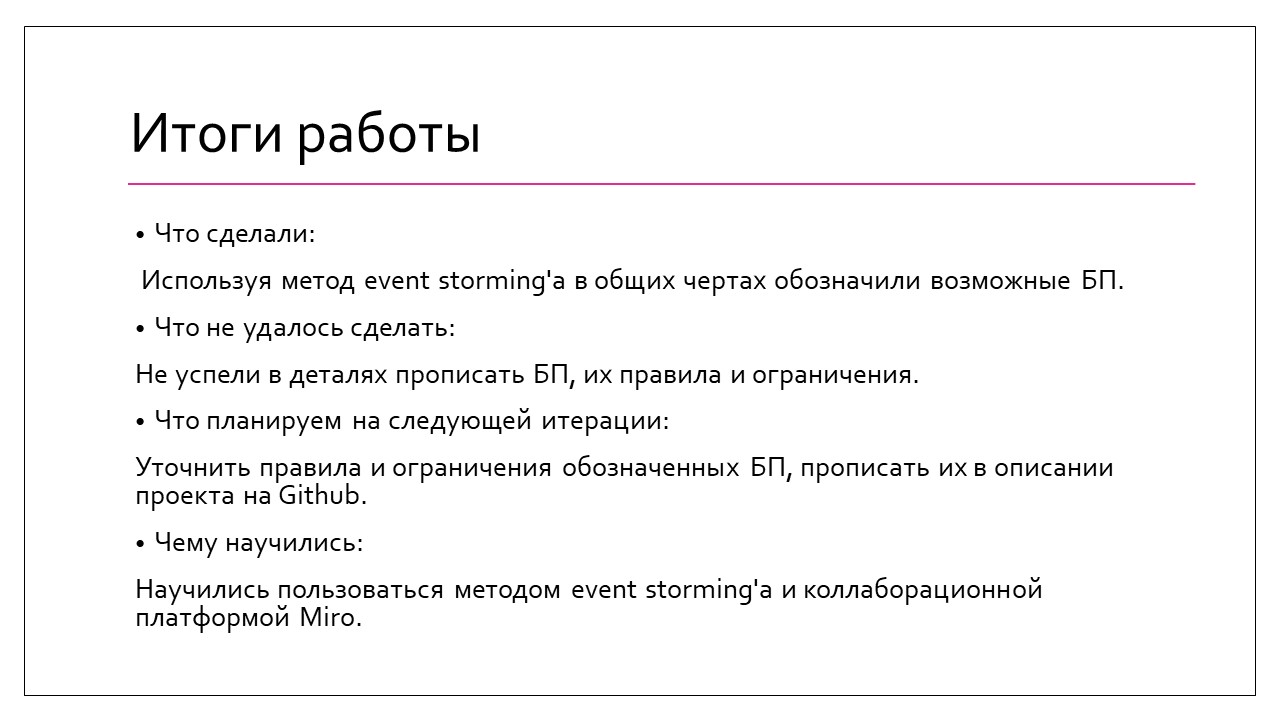 Итоги работы
• Что сделали:
Используя метод event storming'а в общих чертах обозначили возможные БП.
• Что не удалось сделать:
Не успели в деталях прописать БП, их правила и ограничения.
• Что планируем на следующей итерации:
Уточнить правила и ограничения обозначенных БП, прописать их в описании
проекта на Github.
• Чему научились:
Научились пользоваться методом event storming'а и коллаборационной
платформой Miro.